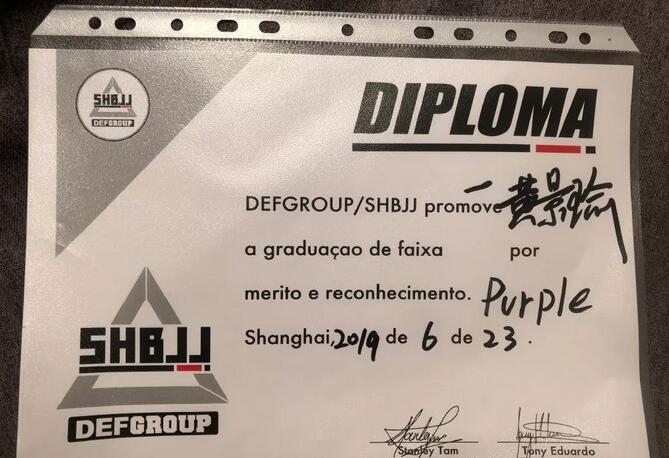 SHBJJ
DEFGROUP
DIPLOMA
DEFGROUP/SHBJJ promove 黄景瑜
a graduaçao de faixa por
merito e reconhecimento. Purple
Shanghai,2019 de 6 de 23.
SHBJJ
DEFGROUP
Stanley Tam Tony Eduardo